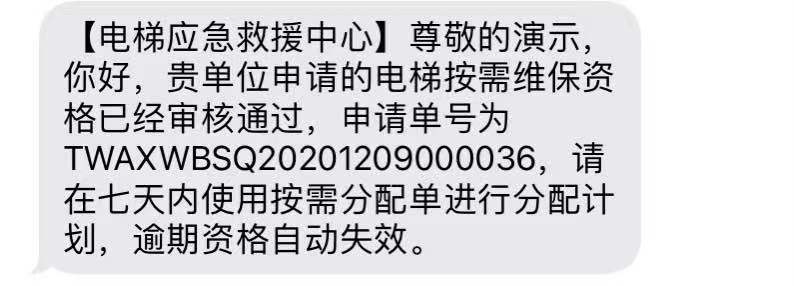 【电梯应急救援中心】尊敬的演示，
你好，贵单位申请的电梯按需维保资
格已经审核通过，申请单号为
TWAXWBSQ20201209000036，请
在七天内使用按需分配单进行分配计
划，逾期资格自动失效。